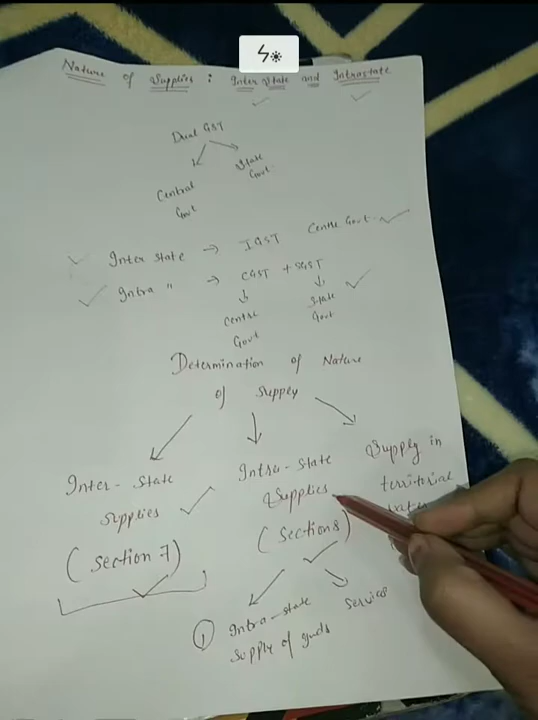 Nature of Supplies : Inter State and Intrastate
Dual GST
Central Govt
State Govt
Inter state → IGST Centre Govt
Intra " → CGST + SGST
Centre Govt
State Govt
Determination of Nature
of Suppley
Inter-State
Supplies
(Section 7)
Intra-State
Supplies
(Section 8)
Supply in
territorial
① Intra-state
Supply of goods
Services